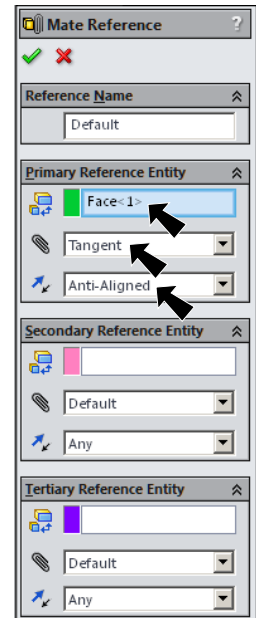 Mate Reference ?
Reference Name
Default
Primary Reference Entity
Face<1>
Tangent
Anti-Aligned
Secondary Reference Entity
Default
Any
Tertiary Reference Entity
Default
Any